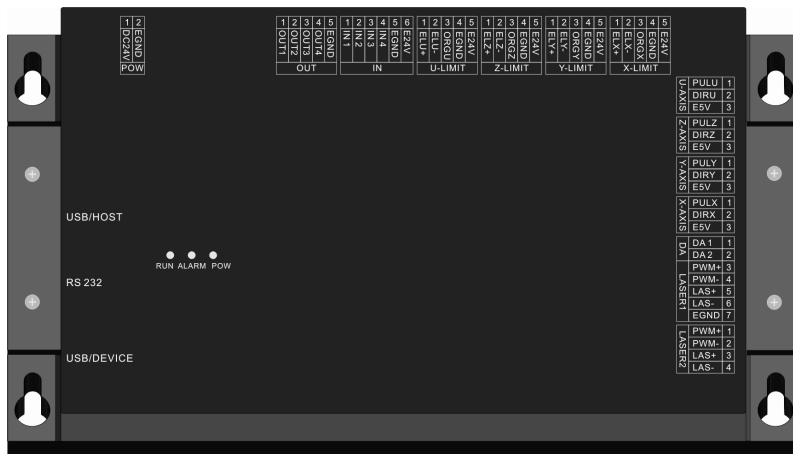 1 2
DC24V EGND
POW
1 2 3 4 5
OUT1 OUT2 OUT3 OUT4 EGND
OUT
1 2 3 4 5 6
IN 1 IN 2 IN 3 IN 4 EGND E24V
IN
1 2 3 4 5
ELU+ ELU- ORGU EGND E24V
U-LIMIT
1 2 3 4 5
ELZ+ ELZ- ORGZ EGND E24V
Z-LIMIT
1 2 3 4 5
ELY+ ELY- ORGY EGND E24V
Y-LIMIT
1 2 3 4 5
ELX+ ELX- ORGX EGND E24V
X-LIMIT
U-AXIS
PULU 1
DIRU 2
E5V 3
Z-AXIS
PULZ 1
DIRZ 2
E5V 3
Y-AXIS
PULY 1
DIRY 2
E5V 3
X-AXIS
PULX 1
DIRX 2
E5V 3
DA
DA 1 1
DA 2 2
LASER1
PWM+ 3
PWM- 4
LAS+ 5
LAS- 6
EGND 7
LASER2
PWM+ 1
PWM- 2
LAS+ 3
LAS- 4
USB/HOST
RUN ALARM POW
RS 232
USB/DEVICE